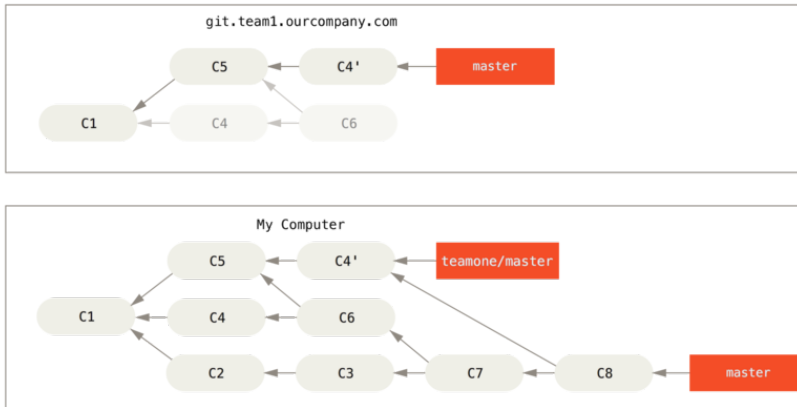 git.team1.ourcompany.com
C5 C4' master
C1 C4 C6
My Computer
C5 C4' teamone/master
C1 C4 C6
C2 C3 C7 C8 master